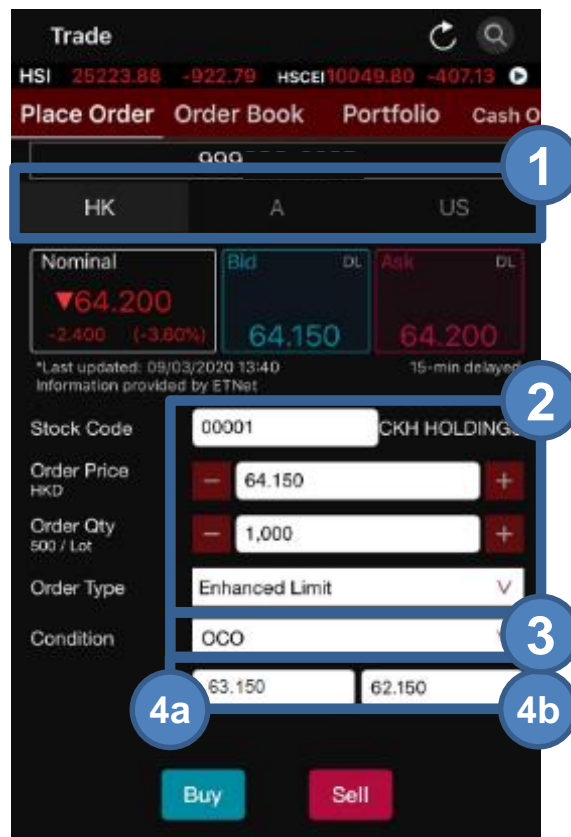 Trade
HSI 25223.88 -922.79 HSCEI 10049.80 -407.13
Place Order Order Book Portfolio Cash O
999
1
HK A US
Nominal Bid DL Ask DL
▼64.200
-2.400 (-3.60%) 64.150 64.200
*Last updated: 09/03/2020 13:40 15-min delayed
Information provided by ETNet
2
Stock Code 00001 CKH HOLDINGS
Order Price - 64.150 +
HKD
Order Qty - 1,000 +
500 / Lot
Order Type Enhanced Limit
Condition OCO
3
63.150 62.150
4a 4b
Buy Sell